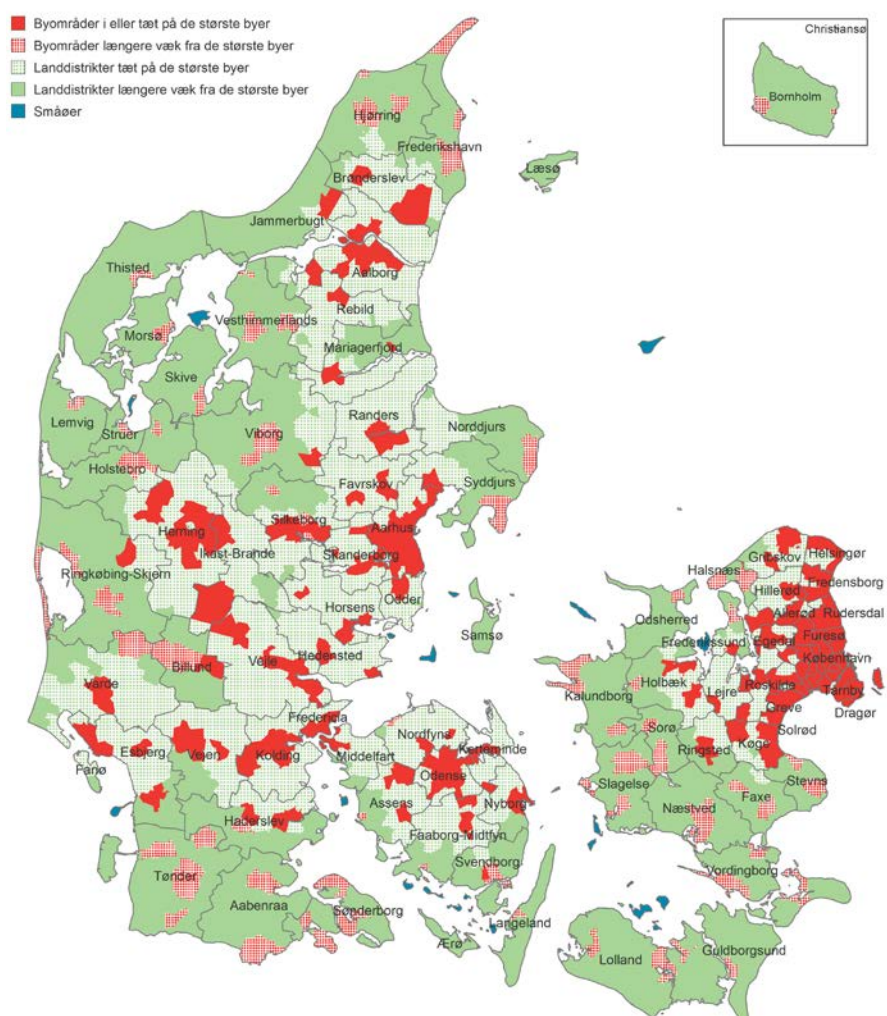 Byområder i eller tæt på de største byer
Byområder længere væk fra de største byer
Landdistrikter tæt på de største byer
Landdistrikter længere væk fra de største byer
Småøer
Christiansø
Bornholm
Hjørring
Frederikshavn
Læsø
Brønderslev
Jammerbugt
Thisted
Aalborg
Rebild
Vesthimmerlands
Morsø
Mariagerfjord
Skive
Lemvig
Struer
Randers
Norddjurs
Viborg
Holstebro
Syddjurs
Favrskov
Silkeborg
Aarhus
Herning
Ikast-Brande
Skanderborg
Ringkøbing-Skjern
Odder
Horsens
Samsø
Hedensted
Billund
Vejle
Varde
Fredericia
Esbjerg
Vejen
Kolding
Fanø
Middelfart
Nordfyns
Kerteminde
Odense
Assens
Nyborg
Haderslev
Faaborg-Midtfyn
Svendborg
Tønder
Aabenraa
Sønderborg
Langeland
Ærø
Gribskov
Helsingør
Halsnæs
Fredensborg
Hillerød
Odsherred
Allerød
Rudersdal
Frederikssund
Egedal
Furesø
København
Holbæk
Roskilde
Kalundborg
Lejre
Tårnby
Greve
Dragør
Sorø
Solrød
Ringsted
Køge
Slagelse
Stevns
Faxe
Næstved
Vordingborg
Guldborgsund
Lolland